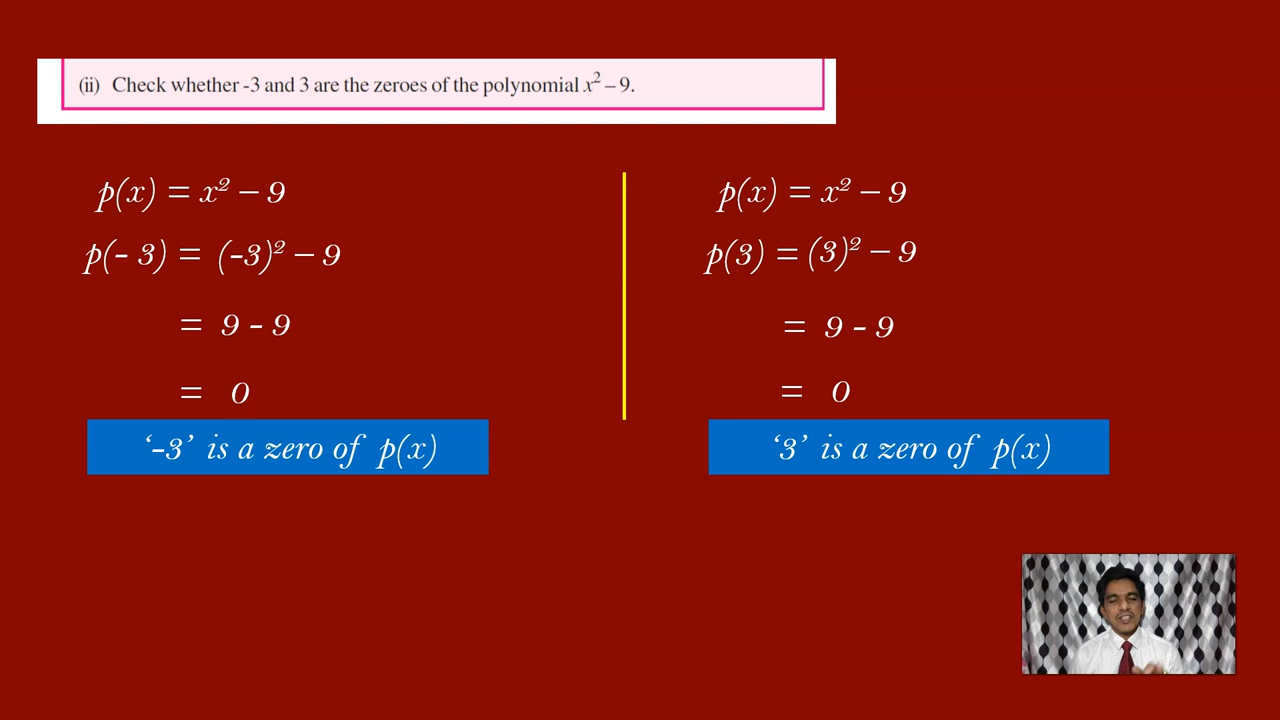 (ii) Check whether -3 and 3 are the zeroes of the polynomial x² – 9.
p(x) = x² – 9
p(- 3) = (-3)² – 9
= 9 - 9
= 0
‘-3’ is a zero of p(x)
p(x) = x² – 9
p(3) = (3)² – 9
= 9 - 9
= 0
‘3’ is a zero of p(x)